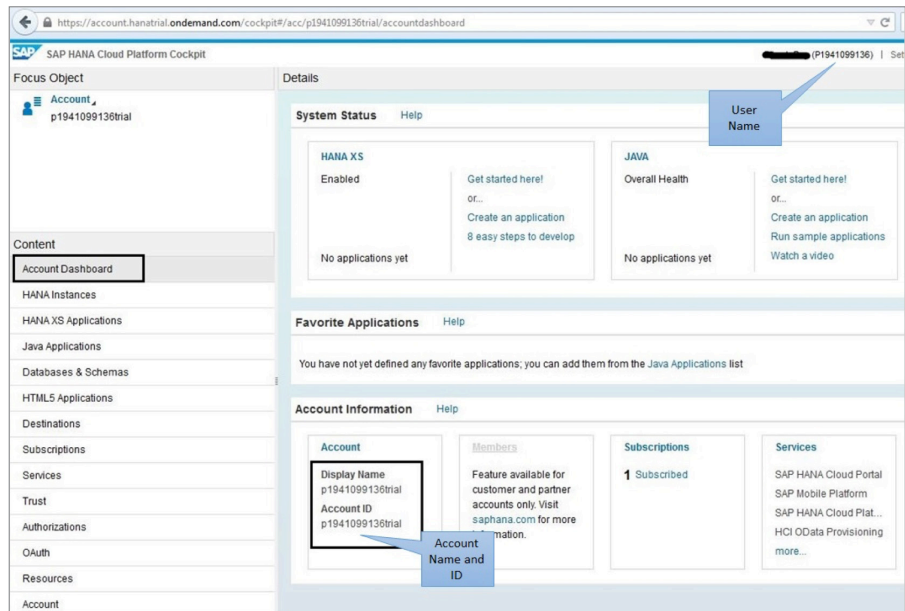 https://account.hanatrial.ondemand.com/cockpit#/acc/p1941099136trial/accountdashboard
SAP SAP HANA Cloud Platform Cockpit
(P1941099136) | Set
Focus Object
Account
p1941099136trial
Details
User
Name
System Status Help
HANA XS
Enabled
No applications yet
Get started here!
or...
Create an application
8 easy steps to develop
JAVA
Overall Health
No applications yet
Get started here!
or...
Create an application
Run sample applications
Watch a video
Content
Account Dashboard
HANA Instances
HANA XS Applications
Java Applications
Databases & Schemas
HTML5 Applications
Destinations
Subscriptions
Services
Trust
Authorizations
OAuth
Resources
Account
Favorite Applications Help
You have not yet defined any favorite applications; you can add them from the Java Applications list
Account Information Help
Account
Display Name
p1941099136trial
Account ID
p1941099136trial
Account
Name and
ID
Members
Feature available for
customer and partner
accounts only. Visit
saphana.com for more
Subscriptions
1 Subscribed
Services
SAP HANA Cloud Portal
SAP Mobile Platform
SAP HANA Cloud Plat...
HCI OData Provisioning
more...